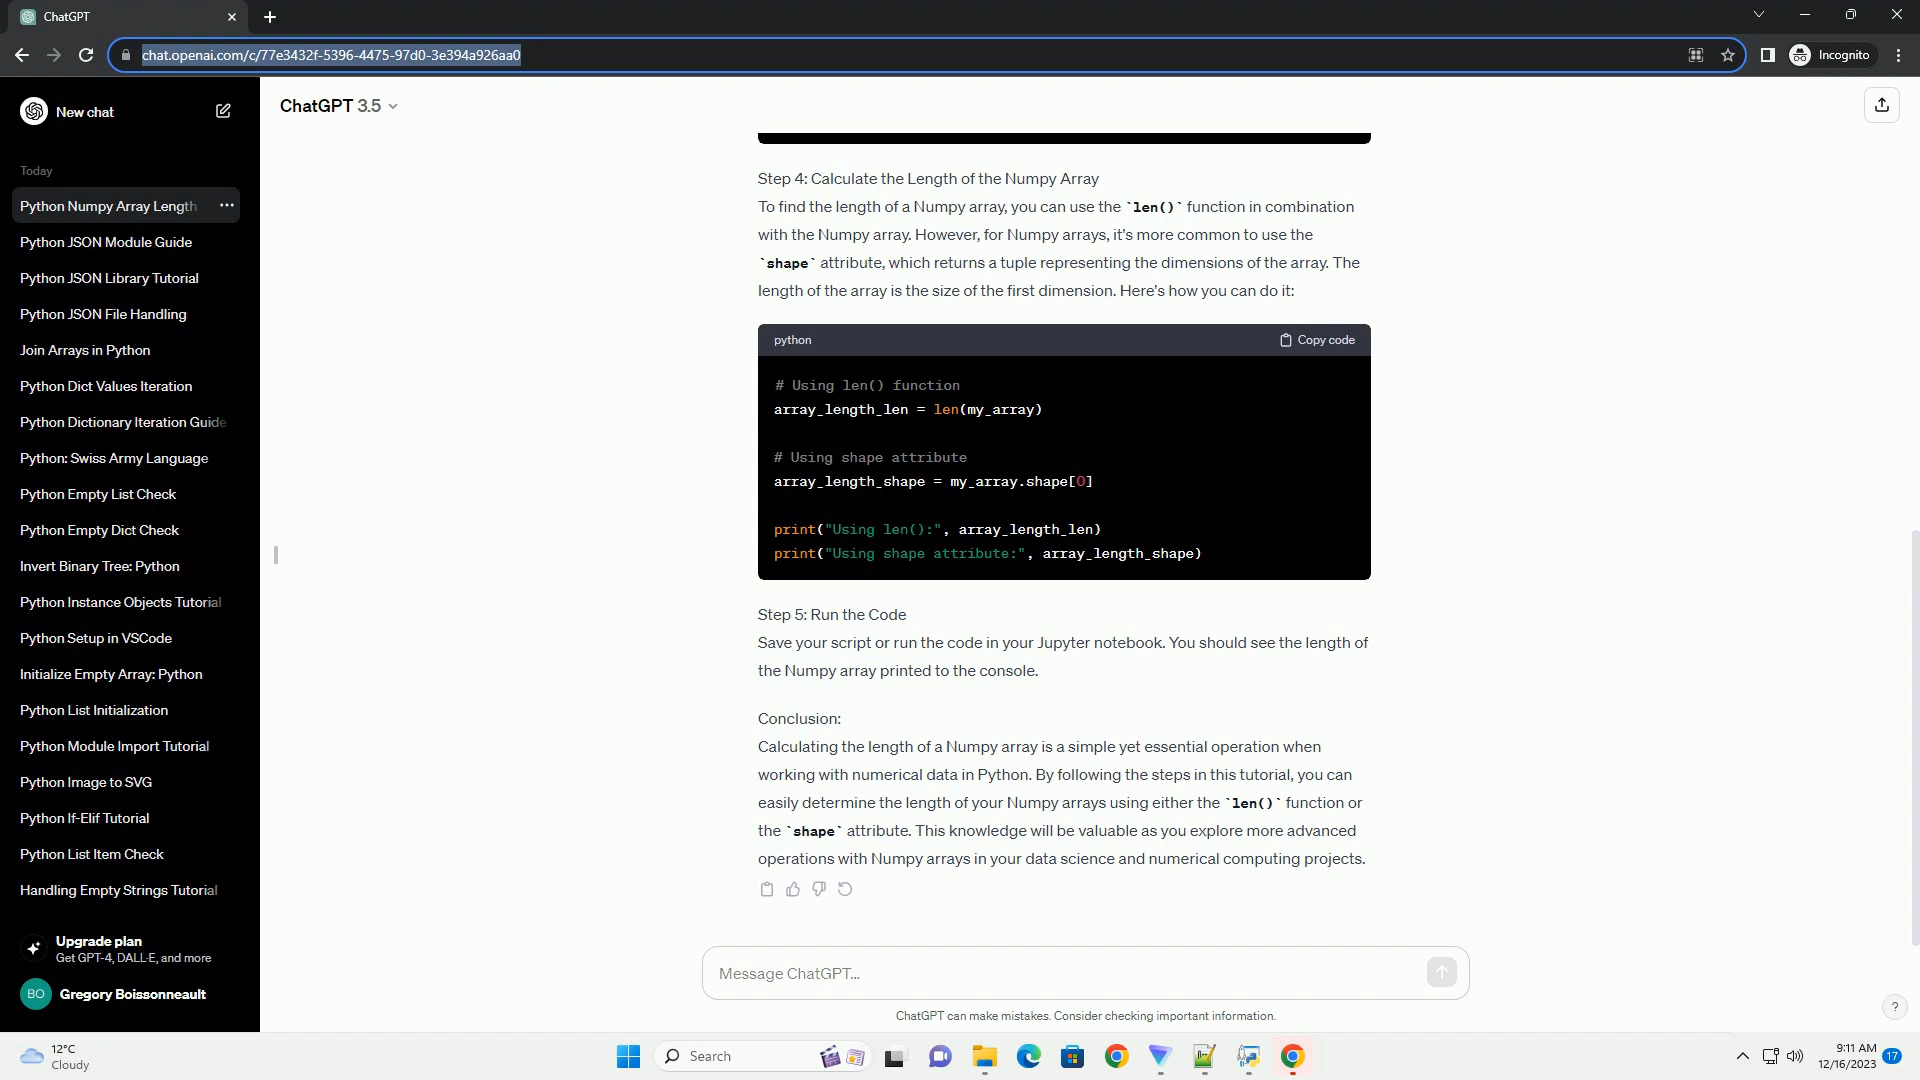 ChatGPT
chat.openai.com/c/77e3432f-5396-4475-97d0-3e394a926aa0
Incognito
New chat
Today
Python Numpy Array Length
Python JSON Module Guide
Python JSON Library Tutorial
Python JSON File Handling
Join Arrays in Python
Python Dict Values Iteration
Python Dictionary Iteration Guide
Python: Swiss Army Language
Python Empty List Check
Python Empty Dict Check
Invert Binary Tree: Python
Python Instance Objects Tutorial
Python Setup in VSCode
Initialize Empty Array: Python
Python List Initialization
Python Module Import Tutorial
Python Image to SVG
Python If-Elif Tutorial
Python List Item Check
Handling Empty Strings Tutorial
Upgrade plan
Get GPT-4, DALL·E, and more
BO Gregory Boissonneault
ChatGPT 3.5
Step 4: Calculate the Length of the Numpy Array
To find the length of a Numpy array, you can use the `len()` function in combination
with the Numpy array. However, for Numpy arrays, it's more common to use the
`shape` attribute, which returns a tuple representing the dimensions of the array. The
length of the array is the size of the first dimension. Here's how you can do it:
python Copy code
# Using len() function
array_length_len = len(my_array)
# Using shape attribute
array_length_shape = my_array.shape[0]
print("Using len():", array_length_len)
print("Using shape attribute:", array_length_shape)
Step 5: Run the Code
Save your script or run the code in your Jupyter notebook. You should see the length of
the Numpy array printed to the console.
Conclusion:
Calculating the length of a Numpy array is a simple yet essential operation when
working with numerical data in Python. By following the steps in this tutorial, you can
easily determine the length of your Numpy arrays using either the `len()` function or
the `shape` attribute. This knowledge will be valuable as you explore more advanced
operations with Numpy arrays in your data science and numerical computing projects.
Message ChatGPT...
ChatGPT can make mistakes. Consider checking important information.
?
12°C
Cloudy
Search
9:11 AM
12/16/2023
17